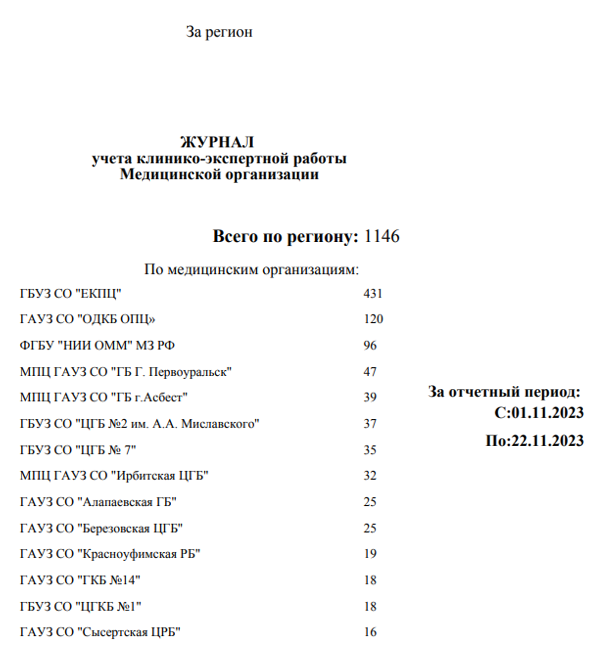 За регион
ЖУРНАЛ
учета клинико-экспертной работы
Медицинской организации
Всего по региону: 1146
По медицинским организациям:
ГБУЗ СО "ЕКПЦ" 431
ГАУЗ СО "ОДКБ ОПЦ» 120
ФГБУ "НИИ ОММ" МЗ РФ 96
МПЦ ГАУЗ СО "ГБ Г. Первоуральск" 47
МПЦ ГАУЗ СО "ГБ г.Асбест" 39
ГБУЗ СО "ЦГБ №2 им. А.А. Миславского" 37
ГБУЗ СО "ЦГБ № 7" 35
МПЦ ГАУЗ СО "Ирбитская ЦГБ" 32
ГАУЗ СО "Алапаевская ГБ" 25
ГАУЗ СО "Березовская ЦГБ" 25
ГАУЗ СО "Красноуфимская РБ" 19
ГАУЗ СО "ГКБ №14" 18
ГБУЗ СО "ЦГКБ №1" 18
ГАУЗ СО "Сысертская ЦРБ" 16
За отчетный период:
С:01.11.2023
По:22.11.2023